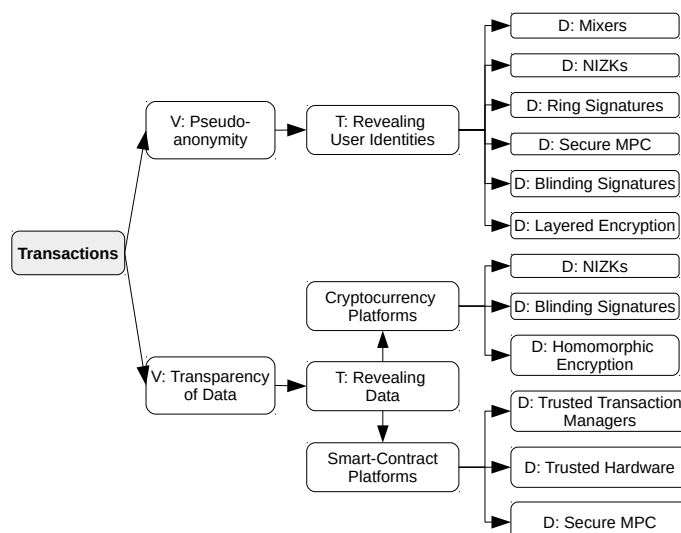 Transactions
V: Pseudo-
anonymity
T: Revealing
User Identities
D: Mixers
D: NIZKs
D: Ring Signatures
D: Secure MPC
D: Blinding Signatures
D: Layered Encryption
V: Transparency
of Data
T: Revealing
Data
Cryptocurrency
Platforms
D: NIZKs
D: Blinding Signatures
D: Homomorphic
Encryption
Smart-Contract
Platforms
D: Trusted Transaction
Managers
D: Trusted Hardware
D: Secure MPC